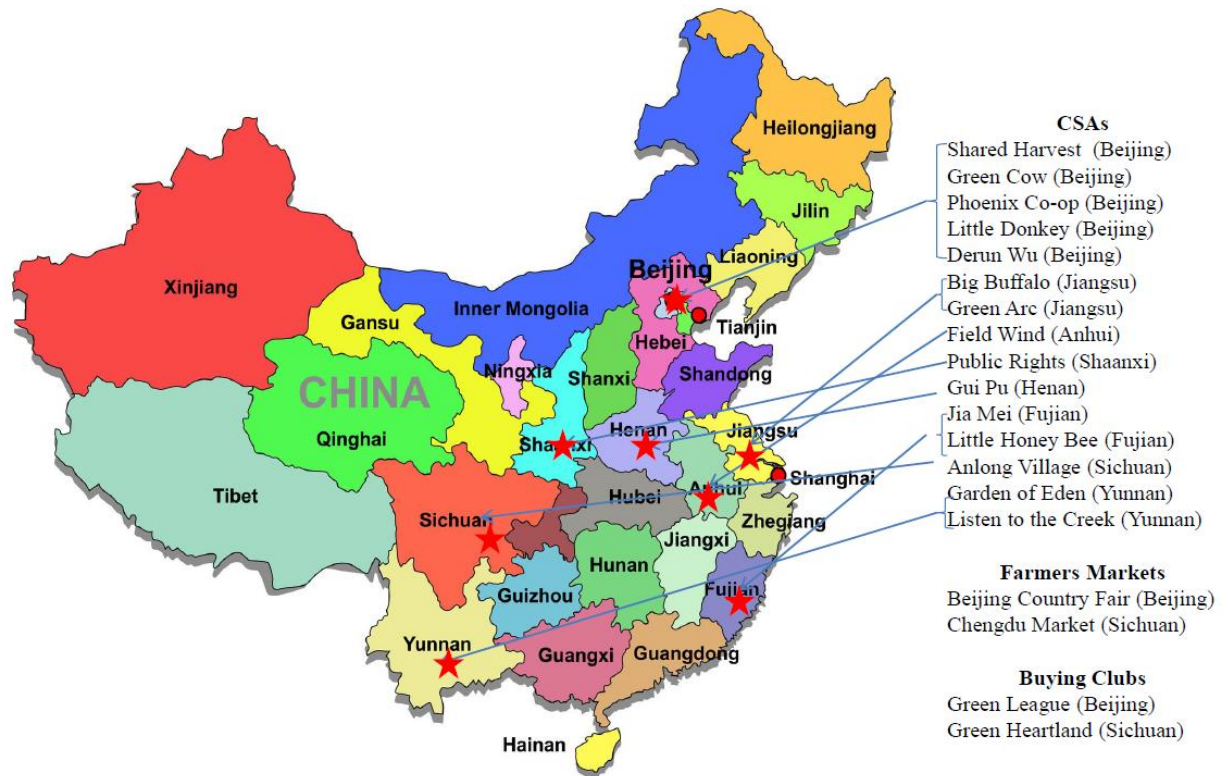 Heilongjiang
Jilin
Liaoning
Beijing
Xinjiang
Inner Mongolia
Gansu
Tianjin
Hebei
Ningxia
Shanxi
Shandong
CHINA
Qinghai
Shaanxi
Henan
Jiangsu
Tibet
Shanghai
Anhui
Hubei
Sichuan
Zhegiang
Jiangxi
Hunan
Guizhou
Fujian
Yunnan
Guangxi
Guangdong
Hainan
CSAs
Shared Harvest (Beijing)
Green Cow (Beijing)
Phoenix Co-op (Beijing)
Little Donkey (Beijing)
Derun Wu (Beijing)
Big Buffalo (Jiangsu)
Green Arc (Jiangsu)
Field Wind (Anhui)
Public Rights (Shaanxi)
Gui Pu (Henan)
Jia Mei (Fujian)
Little Honey Bee (Fujian)
Anlong Village (Sichuan)
Garden of Eden (Yunnan)
Listen to the Creek (Yunnan)
Farmers Markets
Beijing Country Fair (Beijing)
Chengdu Market (Sichuan)
Buying Clubs
Green League (Beijing)
Green Heartland (Sichuan)